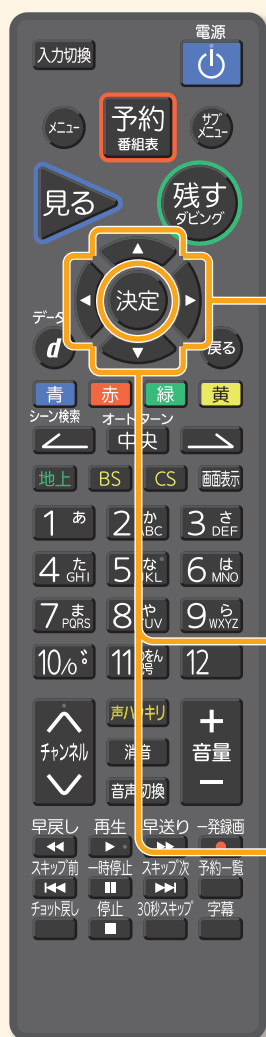 電源
入力切換
メニュー
予約
番組表
サブ
メニュー
見る
残す
ダビング
決定
データ
d
戻る
青 赤 緑 黄
シーン検索 オートターン
中央
地上 BS CS 画面表示
1 あ 2 か ABC 3 さ DEF
4 た GHI 5 な JKL 6 は MNO
7 ま PQRS 8 や TUV 9 ら WXYZ
10/0 11 12
チャンネル
声ハッキリ
消音
音声切換
+
音量
−
早戻し 再生 早送り 一発録画
スキップ前 一時停止 スキップ次 予約一覧
チョット戻し 停止 30秒スキップ 字幕